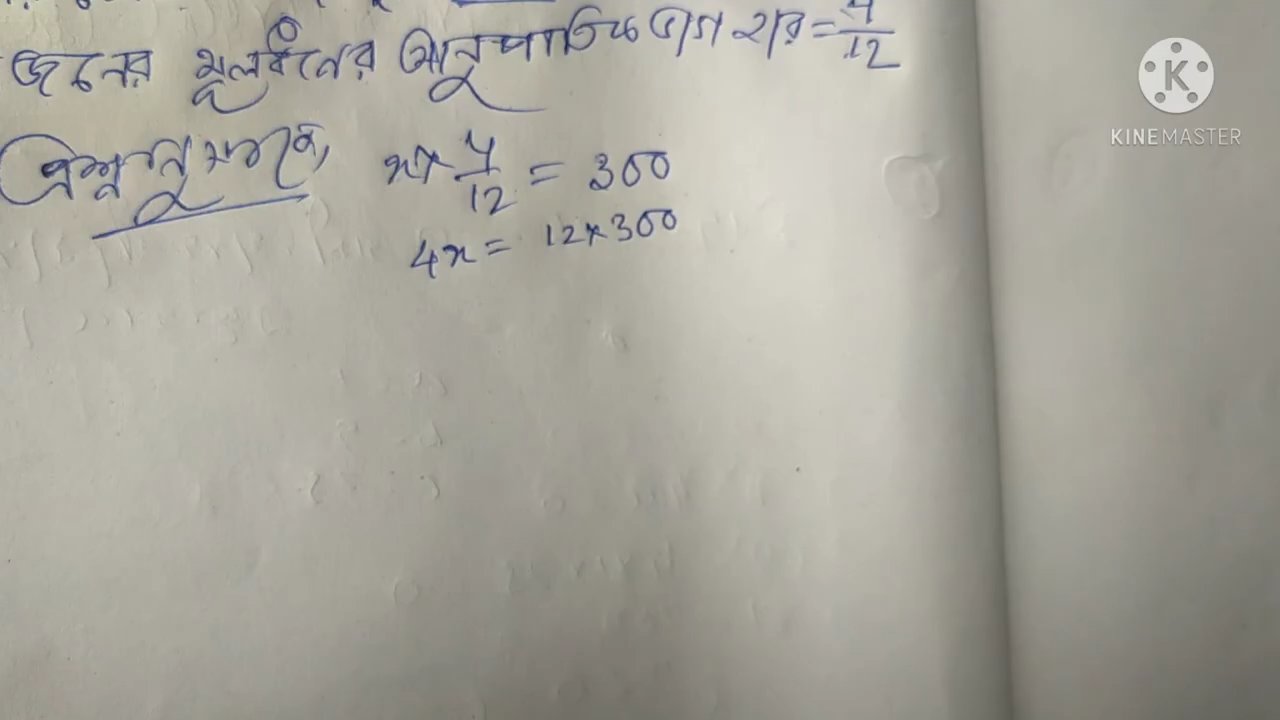 জনের মূলধনের আনুপাতিক ভাগ হার = 4/12
প্রশ্নানুসারে, x × 4/12 = 300
4x = 12×300
K
KINEMASTER